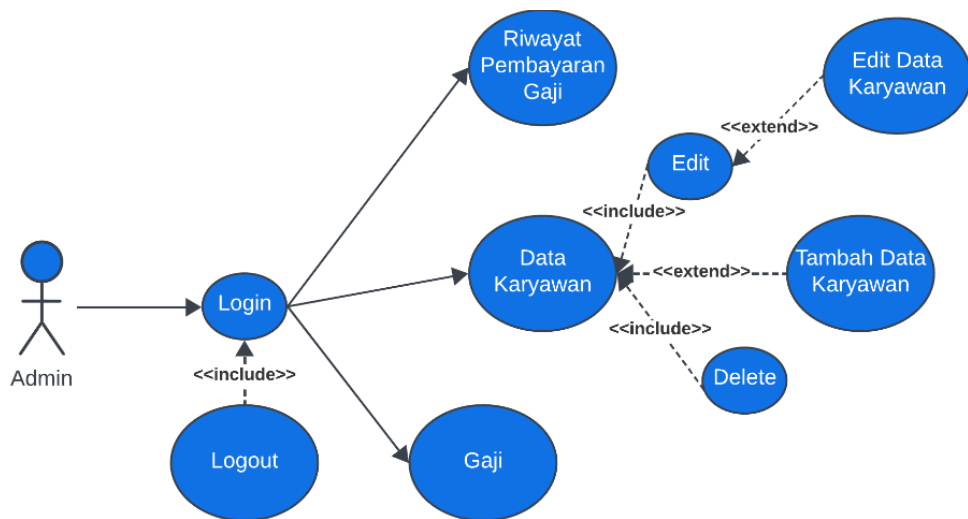 Riwayat
Pembayaran
Gaji
Edit Data
Karyawan
<<extend>>
Edit
<<include>>
Data
Karyawan
<<extend>>
Tambah Data
Karyawan
Login
<<include>>
Admin
<<include>>
Delete
Logout
Gaji